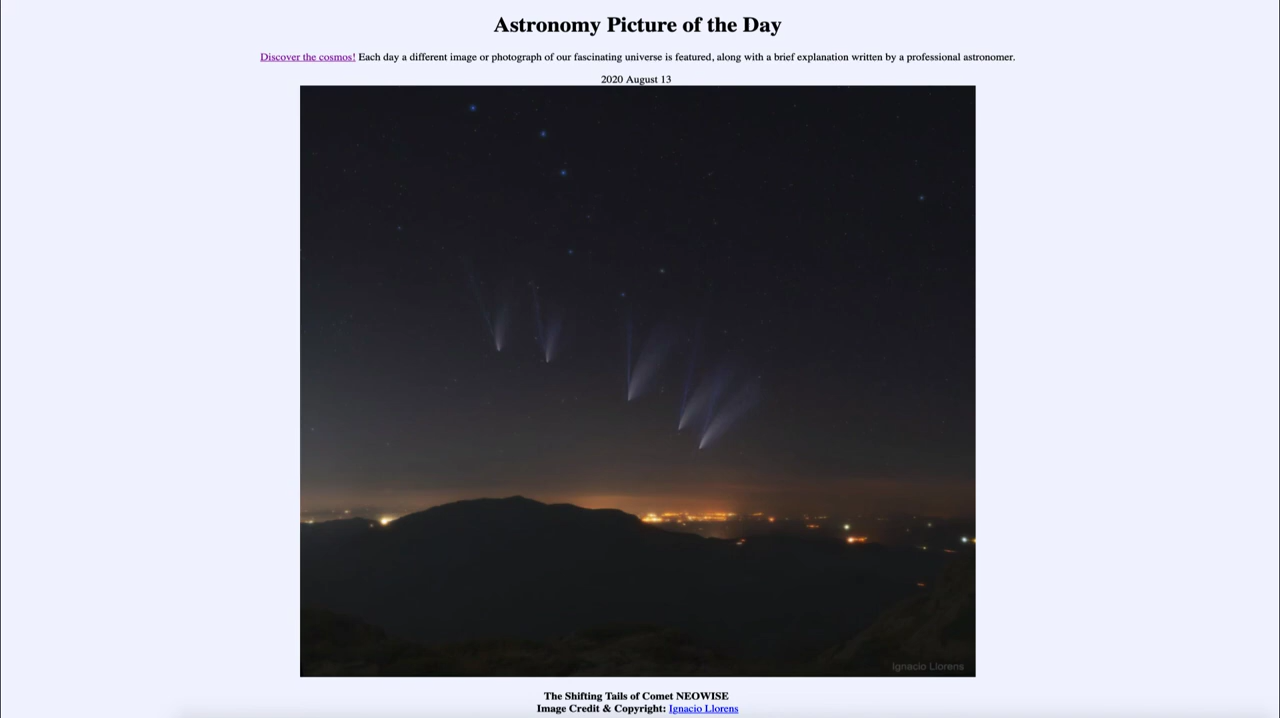 Astronomy Picture of the Day
Discover the cosmos! Each day a different image or photograph of our fascinating universe is featured, along with a brief explanation written by a professional astronomer.
2020 August 13
Ignacio Llorens
The Shifting Tails of Comet NEOWISE
Image Credit & Copyright: Ignacio Llorens